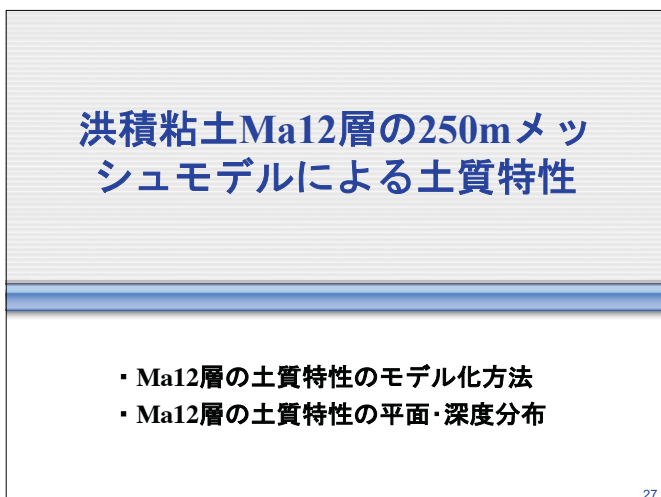 洪積粘土Ma12層の250mメッ
シュモデルによる土質特性
・Ma12層の土質特性のモデル化方法
・Ma12層の土質特性の平面・深度分布
27